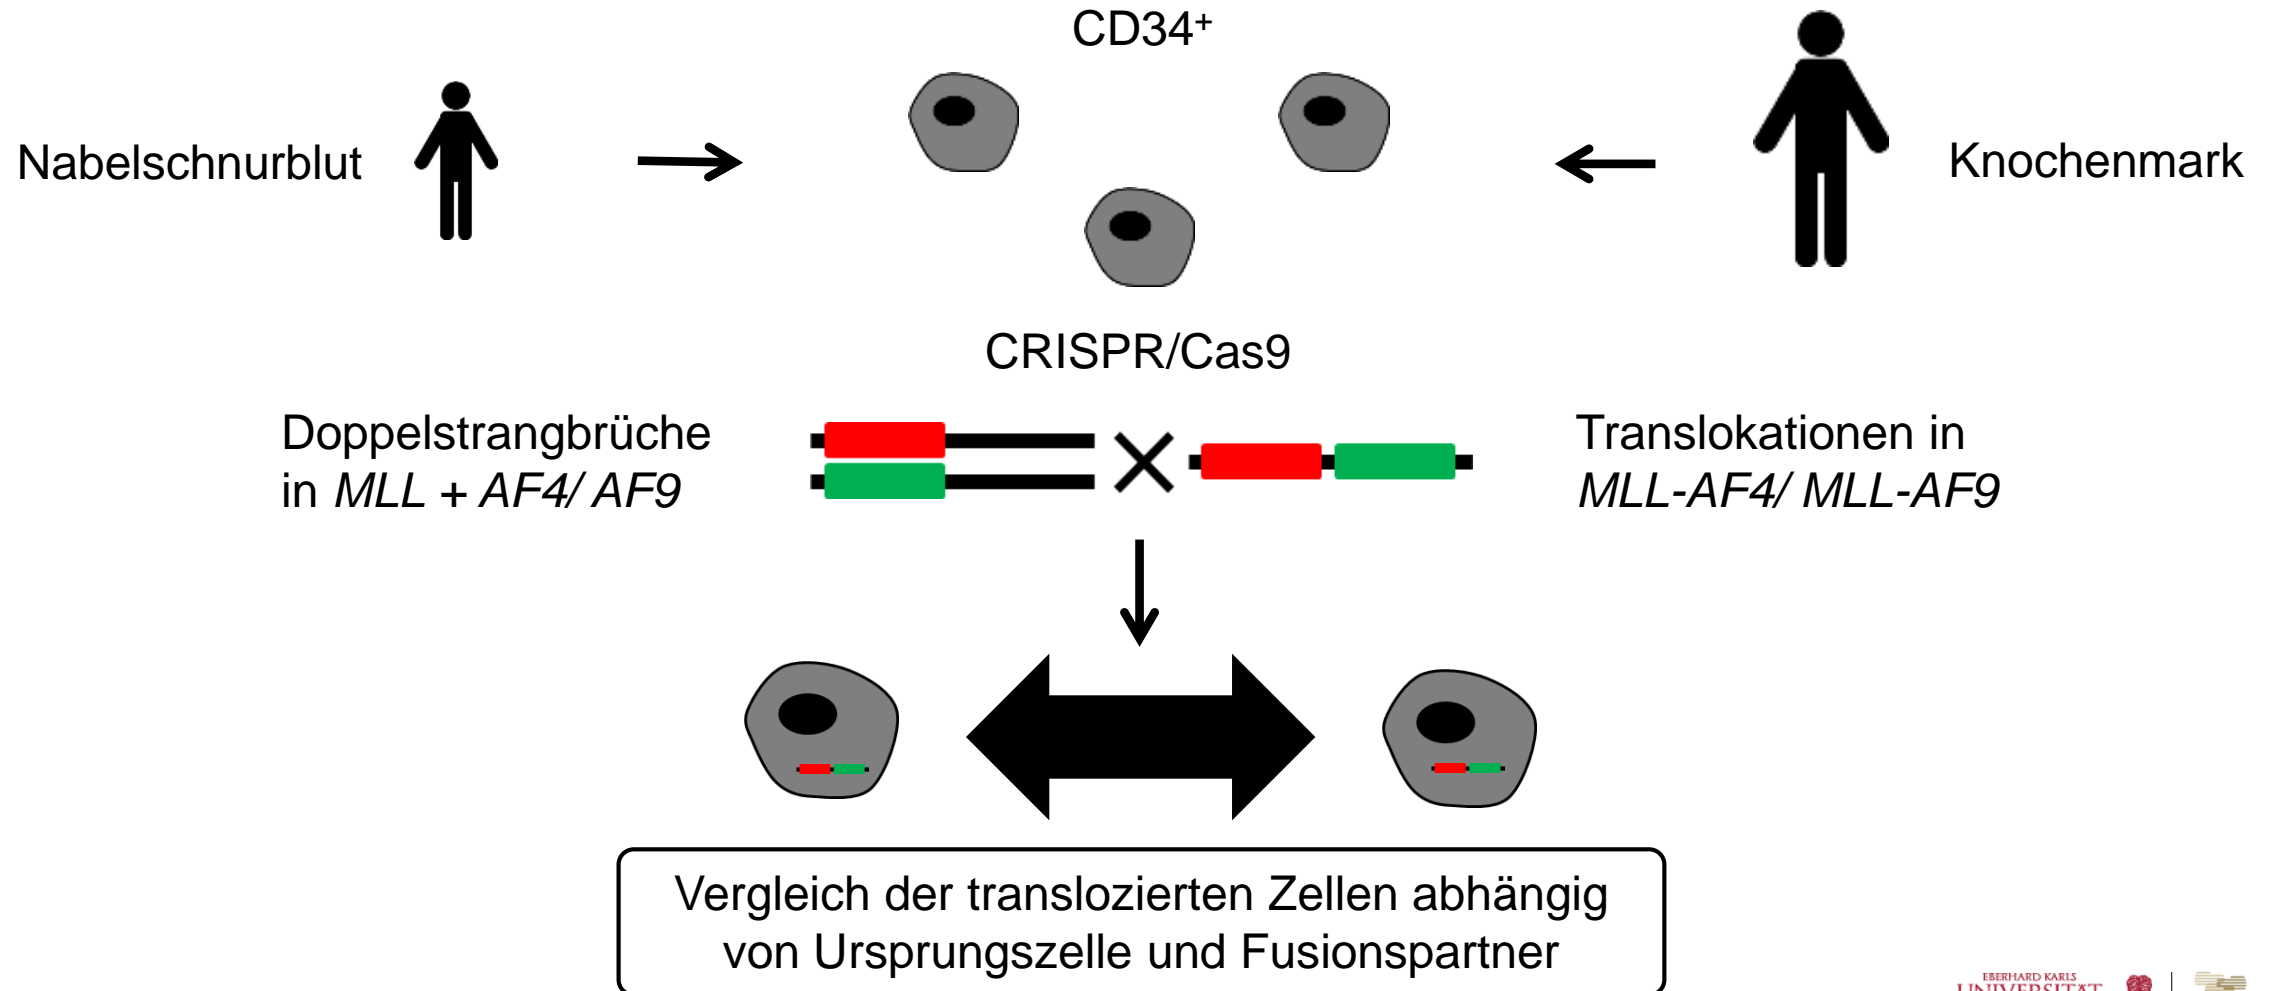 CD34⁺
Nabelschnurblut
Knochenmark
CRISPR/Cas9
Doppelstrangbrüche
in MLL + AF4/ AF9
Translokationen in
MLL-AF4/ MLL-AF9
Vergleich der translozierten Zellen abhängig
von Ursprungszelle und Fusionspartner
EBERHARD KARLS
UNIVERSITÄT